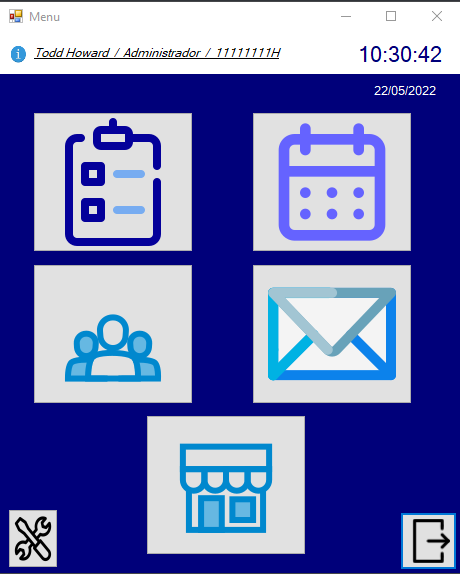 Menu
Todd Howard / Administrador / 11111111H
10:30:42
22/05/2022